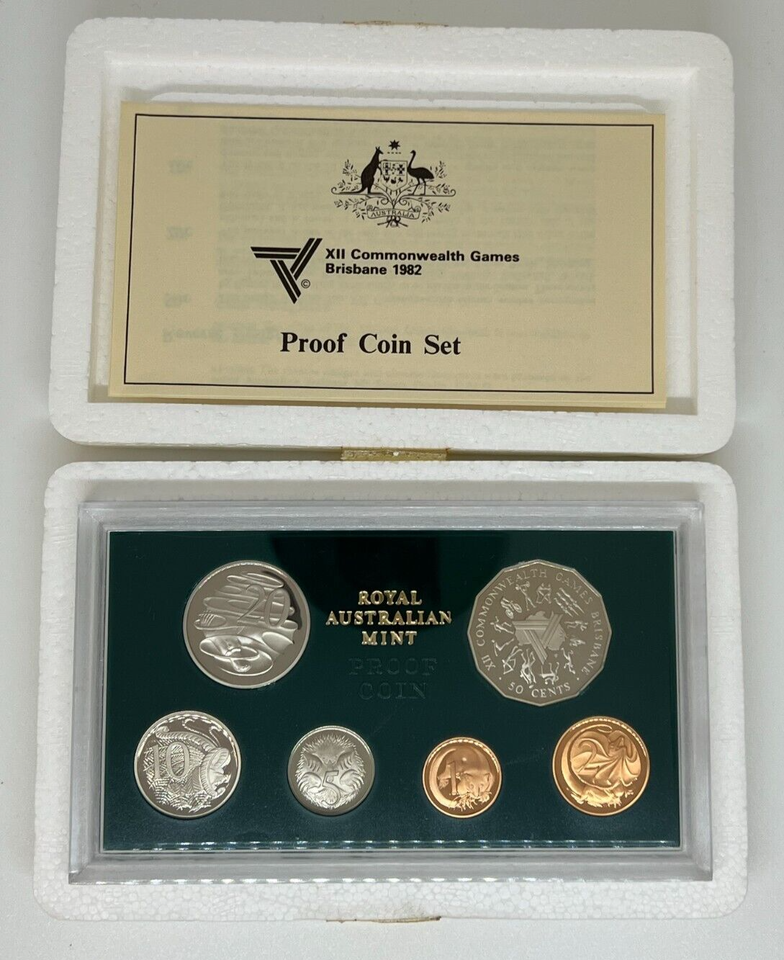 AUSTRALIA
XII Commonwealth Games
Brisbane 1982
©
Proof Coin Set
20
ROYAL
AUSTRALIAN
MINT
PROOF
COIN
XII COMMONWEALTH GAMES BRISBANE
50 CENTS
10
5
1
2